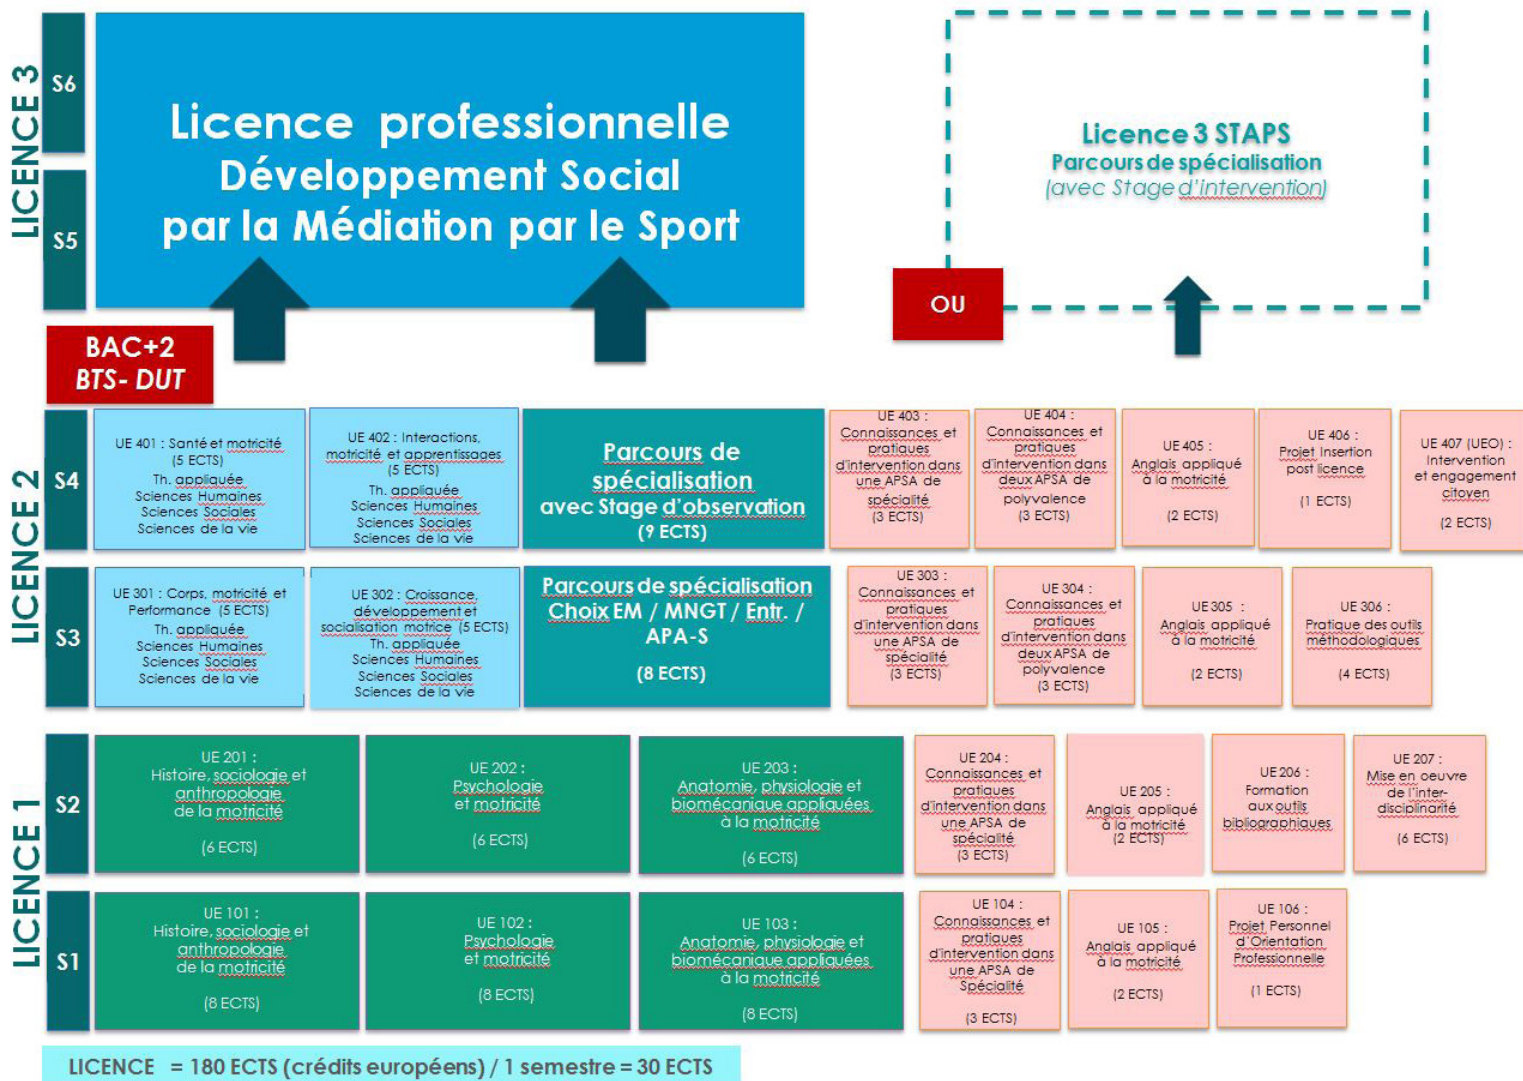 LICENCE 3
S6
S5
Licence professionnelle
Développement Social
par la Médiation par le Sport
Licence 3 STAPS
Parcours de spécialisation
(avec Stage d'intervention)
OU
BAC+2
BTS- DUT
LICENCE 2
S4
UE 401 : Santé et motricité
(5 ECTS)
Th. appliquée
Sciences Humaines
Sciences Sociales
Sciences de la vie
UE 402 : Interactions,
motricité et apprentissages
(5 ECTS)
Th. appliquée
Sciences Humaines
Sciences Sociales
Sciences de la vie
Parcours de
spécialisation
avec Stage d'observation
(9 ECTS)
UE 403 :
Connaissances et
pratiques
d'intervention dans
une APSA de
spécialité
(3 ECTS)
UE 404 :
Connaissances et
pratiques
d'intervention dans
deux APSA de
polyvalence
(3 ECTS)
UE 405 :
Anglais appliqué
à la motricité
(2 ECTS)
UE 406 :
Projet Insertion
post licence
(1 ECTS)
UE 407 (UEO) :
Intervention
et engagement
citoyen
(2 ECTS)
S3
UE 301 : Corps, motricité et
Performance (5 ECTS)
Th. appliquée
Sciences Humaines
Sciences Sociales
Sciences de la vie
UE 302 : Croissance,
développement et
socialisation motrice (5 ECTS)
Th. appliquée
Sciences Humaines
Sciences Sociales
Sciences de la vie
Parcours de spécialisation
Choix EM / MNGT / Entr. /
APA-S
(8 ECTS)
UE 303 :
Connaissances et
pratiques
d'intervention dans
une APSA de
spécialité
(3 ECTS)
UE 304 :
Connaissances et
pratiques
d'intervention dans
deux APSA de
polyvalence
(3 ECTS)
UE 305 :
Anglais appliqué
à la motricité
(2 ECTS)
UE 306 :
Pratique des outils
méthodologiques
(4 ECTS)
LICENCE 1
S2
UE 201 :
Histoire, sociologie et
anthropologie
de la motricité
(6 ECTS)
UE 202 :
Psychologie
et motricité
(6 ECTS)
UE 203 :
Anatomie, physiologie et
biomécanique appliquées
à la motricité
(6 ECTS)
UE 204 :
Connaissances et
pratiques
d'intervention dans
une APSA de
spécialité
(3 ECTS)
UE 205 :
Anglais appliqué
à la motricité
(2 ECTS)
UE 206 :
Formation
aux outils
bibliographiques
UE 207 :
Mise en oeuvre
de l'inter-
disciplinarité
(6 ECTS)
S1
UE 101 :
Histoire, sociologie et
anthropologie
de la motricité
(8 ECTS)
UE 102 :
Psychologie
et motricité
(8 ECTS)
UE 103 :
Anatomie, physiologie et
biomécanique appliquées
à la motricité
(8 ECTS)
UE 104 :
Connaissances et
pratiques
d'intervention dans
une APSA de
Spécialité
(3 ECTS)
UE 105 :
Anglais appliqué
à la motricité
(2 ECTS)
UE 106 :
Projet Personnel
d'Orientation
Professionnelle
(1 ECTS)
LICENCE = 180 ECTS (crédits européens) / 1 semestre = 30 ECTS